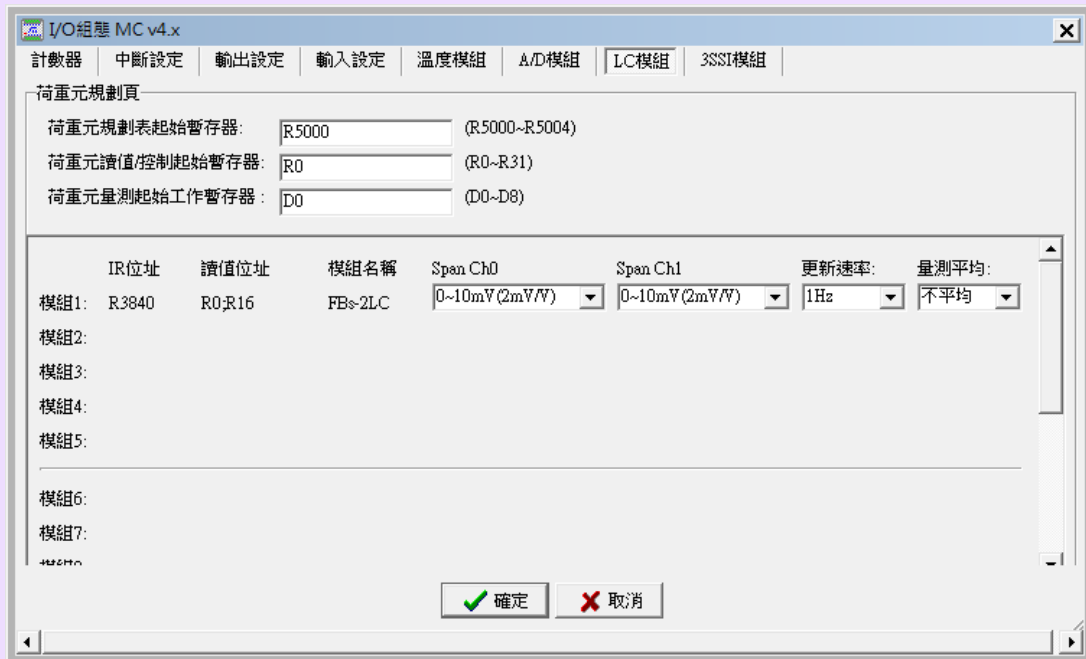 I/O組態 MC v4.x
計數器 中斷設定 輸出設定 輸入設定 溫度模組 A/D模組 LC模組 3SSI模組
荷重元規劃頁
荷重元規劃表起始暫存器: R5000 (R5000~R5004)
荷重元讀值/控制起始暫存器: R0 (R0~R31)
荷重元量測起始工作暫存器: D0 (D0~D8)
IR位址 讀值位址 模組名稱 Span Ch0 Span Ch1 更新速率: 量測平均:
模組1: R3840 R0;R16 FBs-2LC 0~10mV(2mV/V) 0~10mV(2mV/V) 1Hz 不平均
模組2:
模組3:
模組4:
模組5:
模組6:
模組7:
確定 取消